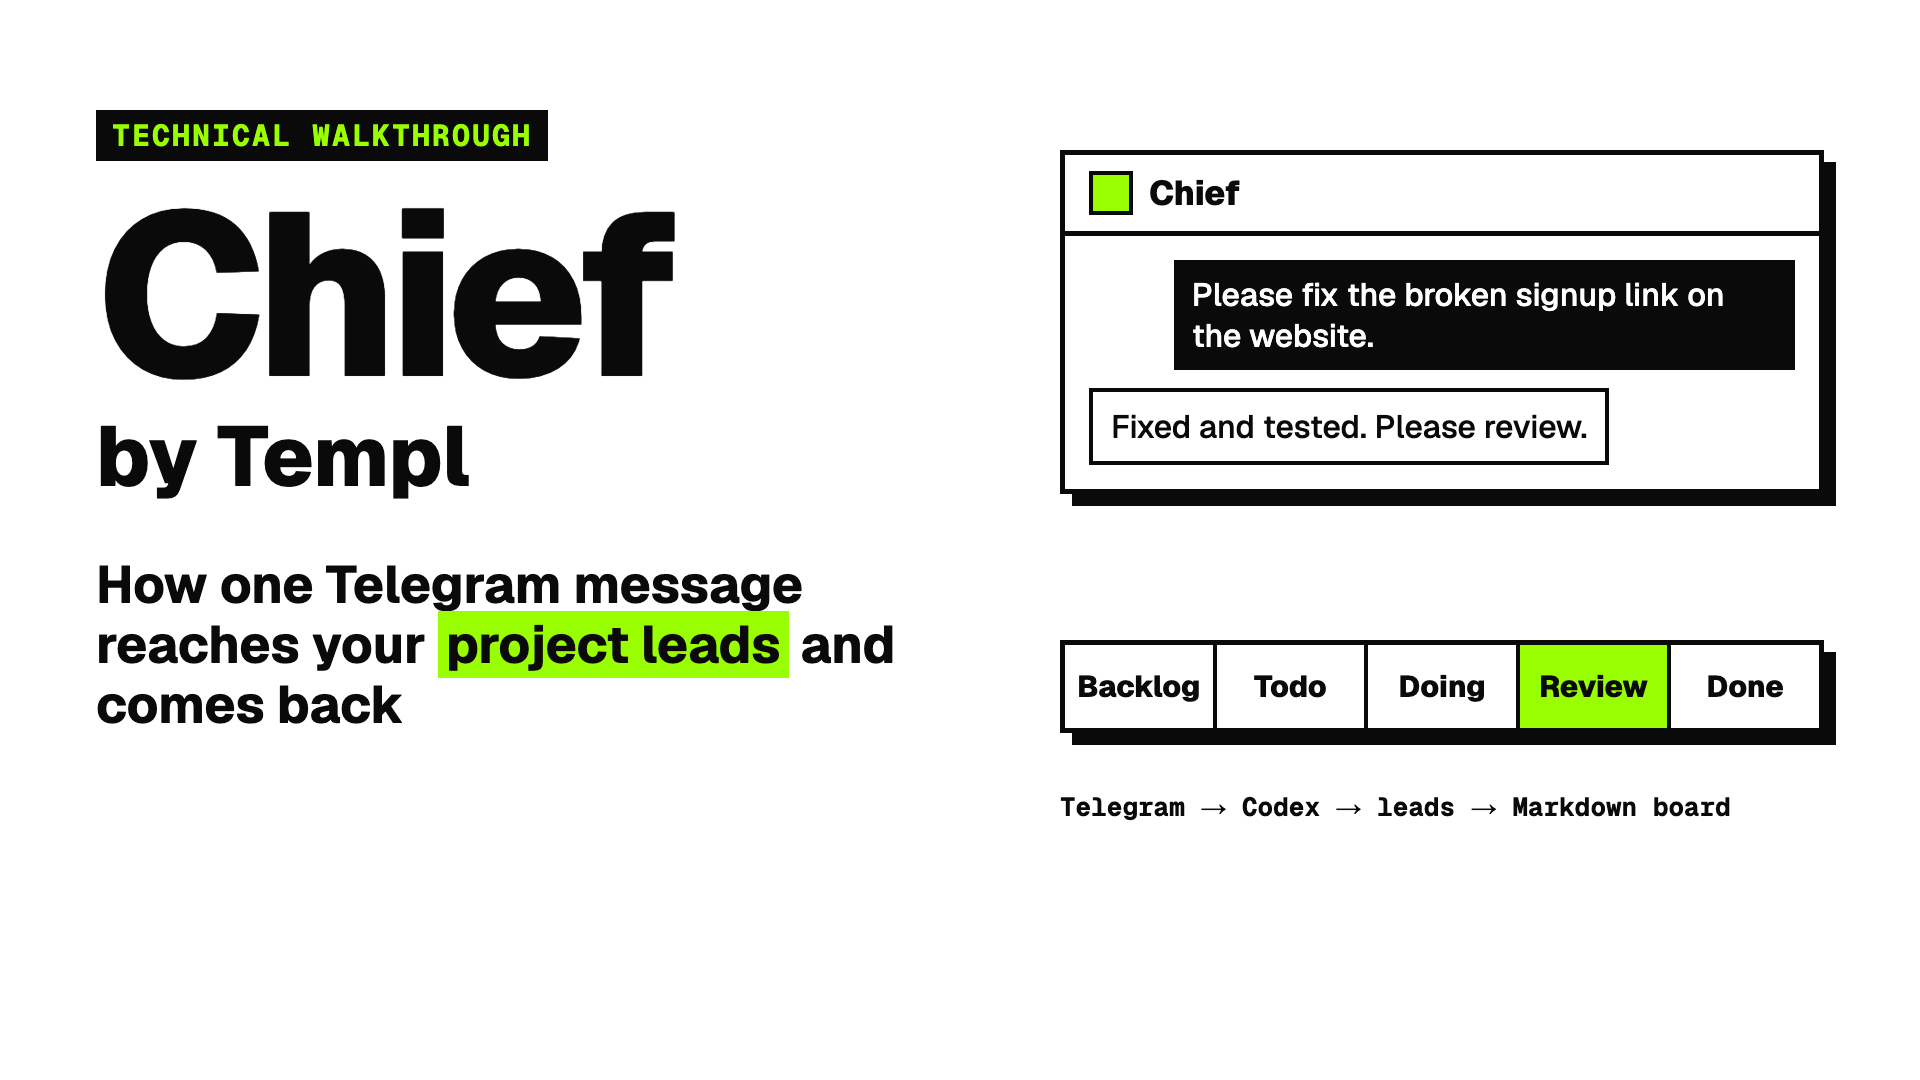 TECHNICAL WALKTHROUGH
Chief
by Templ
How one Telegram message
reaches your project leads and
comes back
Chief
Please fix the broken signup link on
the website.
Fixed and tested. Please review.
Backlog Todo Doing Review Done
Telegram → Codex → leads → Markdown board